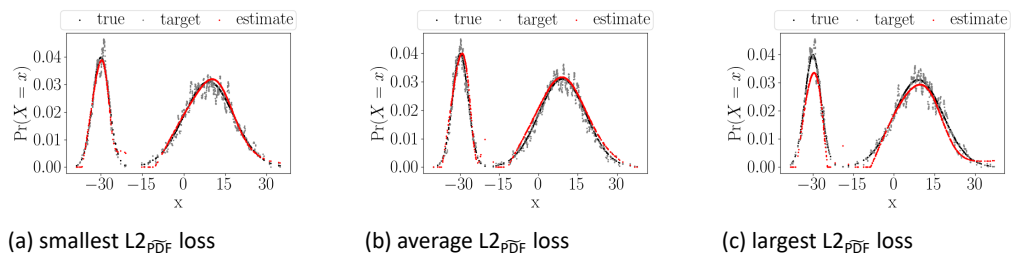 true target estimate
0.04
0.03
0.02
0.01
0.00
Pr(X = x)
−30 −15 0 15 30
x
(a) smallest L2PDF loss
true target estimate
0.04
0.03
0.02
0.01
0.00
Pr(X = x)
−30 −15 0 15 30
x
(b) average L2PDF loss
true target estimate
0.04
0.03
0.02
0.01
0.00
Pr(X = x)
−30 −15 0 15 30
x
(c) largest L2PDF loss